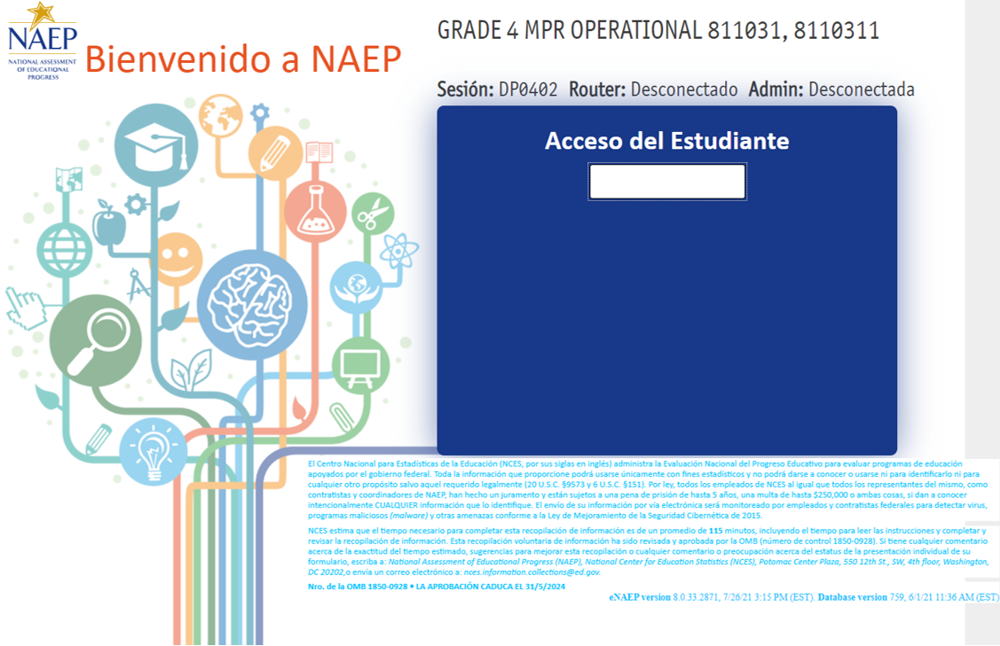 NAEP
NATIONAL ASSESSMENT
OF EDUCATIONAL
PROGRESS
Bienvenido a NAEP
GRADE 4 MPR OPERATIONAL 811031, 8110311
Sesión: DP0402 Router: Desconectado Admin: Desconectada
Acceso del Estudiante
El Centro Nacional para Estadísticas de la Educación (NCES, por sus siglas en inglés) administra la Evaluación Nacional del Progreso Educativo para evaluar programas de educación
apoyados por el gobierno federal. Toda la información que proporcione podrá usarse únicamente con fines estadísticos y no podrá darse a conocer o usarse ni para identificarlo ni para
cualquier otro propósito salvo aquel requerido legalmente (20 U.S.C. §9573 y 6 U.S.C. §151). Por ley, todos los empleados de NCES al igual que todos los representantes del mismo, como
contratistas y coordinadores de NAEP, han hecho un juramento y están sujetos a una pena de prisión de hasta 5 años, una multa de hasta $250,000 o ambas cosas, si dan a conocer
intencionalmente CUALQUIER información que lo identifique. El envío de su información por vía electrónica será monitoreado por empleados y contratistas federales para detectar virus,
programas maliciosos (malware) y otras amenazas conforme a la Ley de Mejoramiento de la Seguridad Cibernética de 2015.
NCES estima que el tiempo necesario para completar esta recopilación de información es de un promedio de 115 minutos, incluyendo el tiempo para leer las instrucciones y completar y
revisar la recopilación de información. Esta recopilación voluntaria de información ha sido revisada y aprobada por la OMB (número de control 1850-0928). Si tiene cualquier comentario
acerca de la exactitud del tiempo estimado, sugerencias para mejorar esta recopilación o cualquier comentario o preocupación acerca del estatus de la presentación individual de su
formulario, escriba a: National Assessment of Educational Progress (NAEP), National Center for Education Statistics (NCES), Potomac Center Plaza, 550 12th St., SW, 4th floor, Washington,
DC 20202,o envía un correo electrónico a: nces.information.collections@ed.gov.
Nro. de la OMB 1850-0928 • LA APROBACIÓN CADUCA EL 31/5/2024
eNAEP version 8.0.33.2871, 7/26/21 3:15 PM (EST). Database version 759, 6/1/21 11:36 AM (EST)